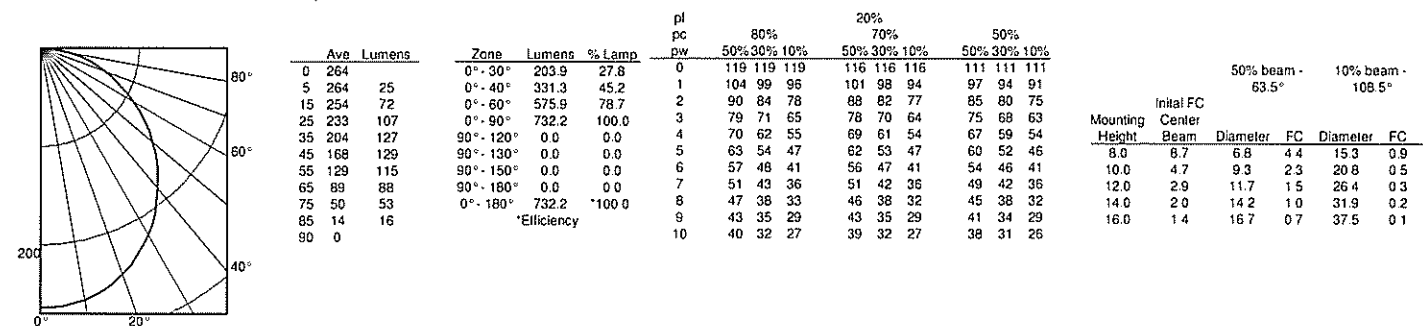 80°
60°
40°
20°
0°
200
Ave Lumens
0 264
5 264 25
15 254 72
25 233 107
35 204 127
45 168 129
55 129 115
65 89 88
75 50 53
85 14 16
90 0
Zone Lumens % Lamp
0° - 30° 203.9 27.8
0° - 40° 331.3 45.2
0° - 60° 575.9 78.7
0° - 90° 732.2 100.0
90° - 120° 0.0 0.0
90° - 130° 0.0 0.0
90° - 150° 0.0 0.0
90° - 180° 0.0 0 0
0° - 180° 732.2 *100 0
*Efficiency
pf 20%
pc 80% 70% 50%
pw 50% 30% 10% 50% 30% 10% 50% 30% 10%
0 119 119 119 116 116 116 111 111 111
1 104 99 96 101 98 94 97 94 91
2 90 84 78 88 82 77 85 80 75
3 79 71 65 78 70 64 75 68 63
4 70 62 55 69 61 54 67 59 54
5 63 54 47 62 53 47 60 52 46
6 57 48 41 56 47 41 54 46 41
7 51 43 36 51 42 36 49 42 36
8 47 38 33 46 38 32 45 38 32
9 43 35 29 43 35 29 41 34 29
10 40 32 27 39 32 27 38 31 26
50% beam - 10% beam -
63.5° 108.5°
Mounting Height Inital FC Center Beam Diameter FC Diameter FC
8.0 8.7 6.8 4 4 15.3 0.9
10.0 4.7 9.3 2.3 20 8 0 5
12.0 2.9 11.7 1 5 26 4 0.3
14.0 2 0 14 2 1 0 31.9 0.2
16.0 1 4 16 7 0 7 37.5 0 1